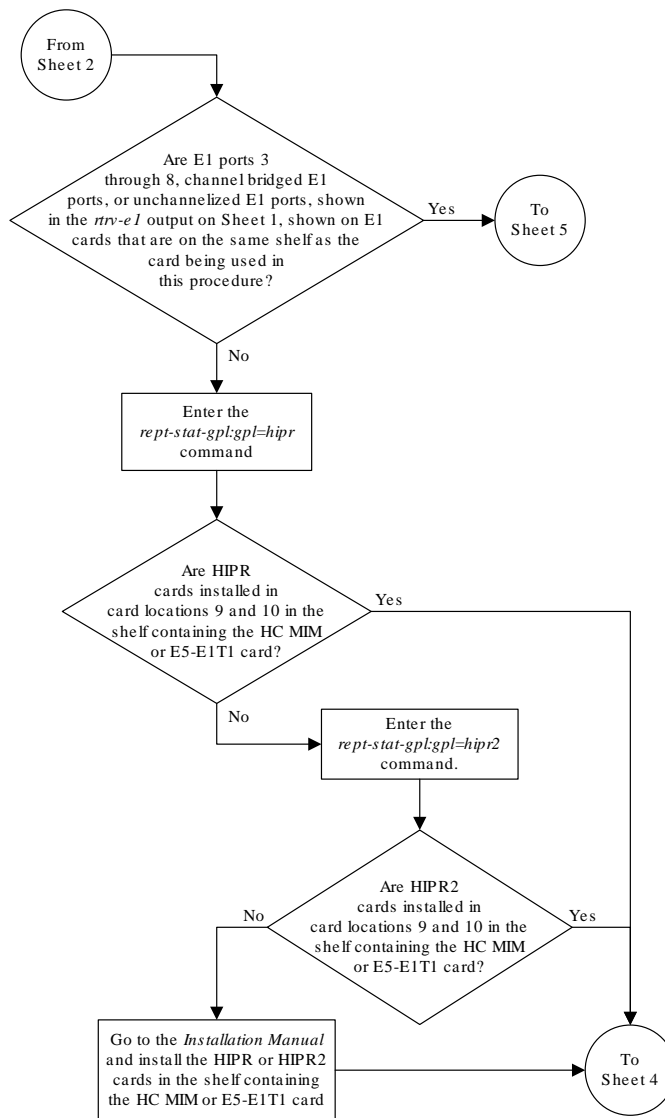 From
Sheet 2
Are E1 ports 3
through 8, channel bridged E1
ports, or unchannelized E1 ports, shown
in the rtrv-e1 output on Sheet 1, shown on E1
cards that are on the same shelf as the
card being used in
this procedure?
Yes
To
Sheet 5
No
Enter the
rept-stat-gpl:gpl=hipr
command
Are HIPR
cards installed in
card locations 9 and 10 in the
shelf containing the HC MIM
or E5-E1T1 card?
Yes
No
Enter the
rept-stat-gpl:gpl=hipr2
command.
Are HIPR2
cards installed in
card locations 9 and 10 in the
shelf containing the HC MIM
or E5-E1T1 card?
No
Yes
Go to the Installation Manual
and install the HIPR or HIPR2
cards in the shelf containing
the HC MIM or E5-E1T1 card
To
Sheet 4